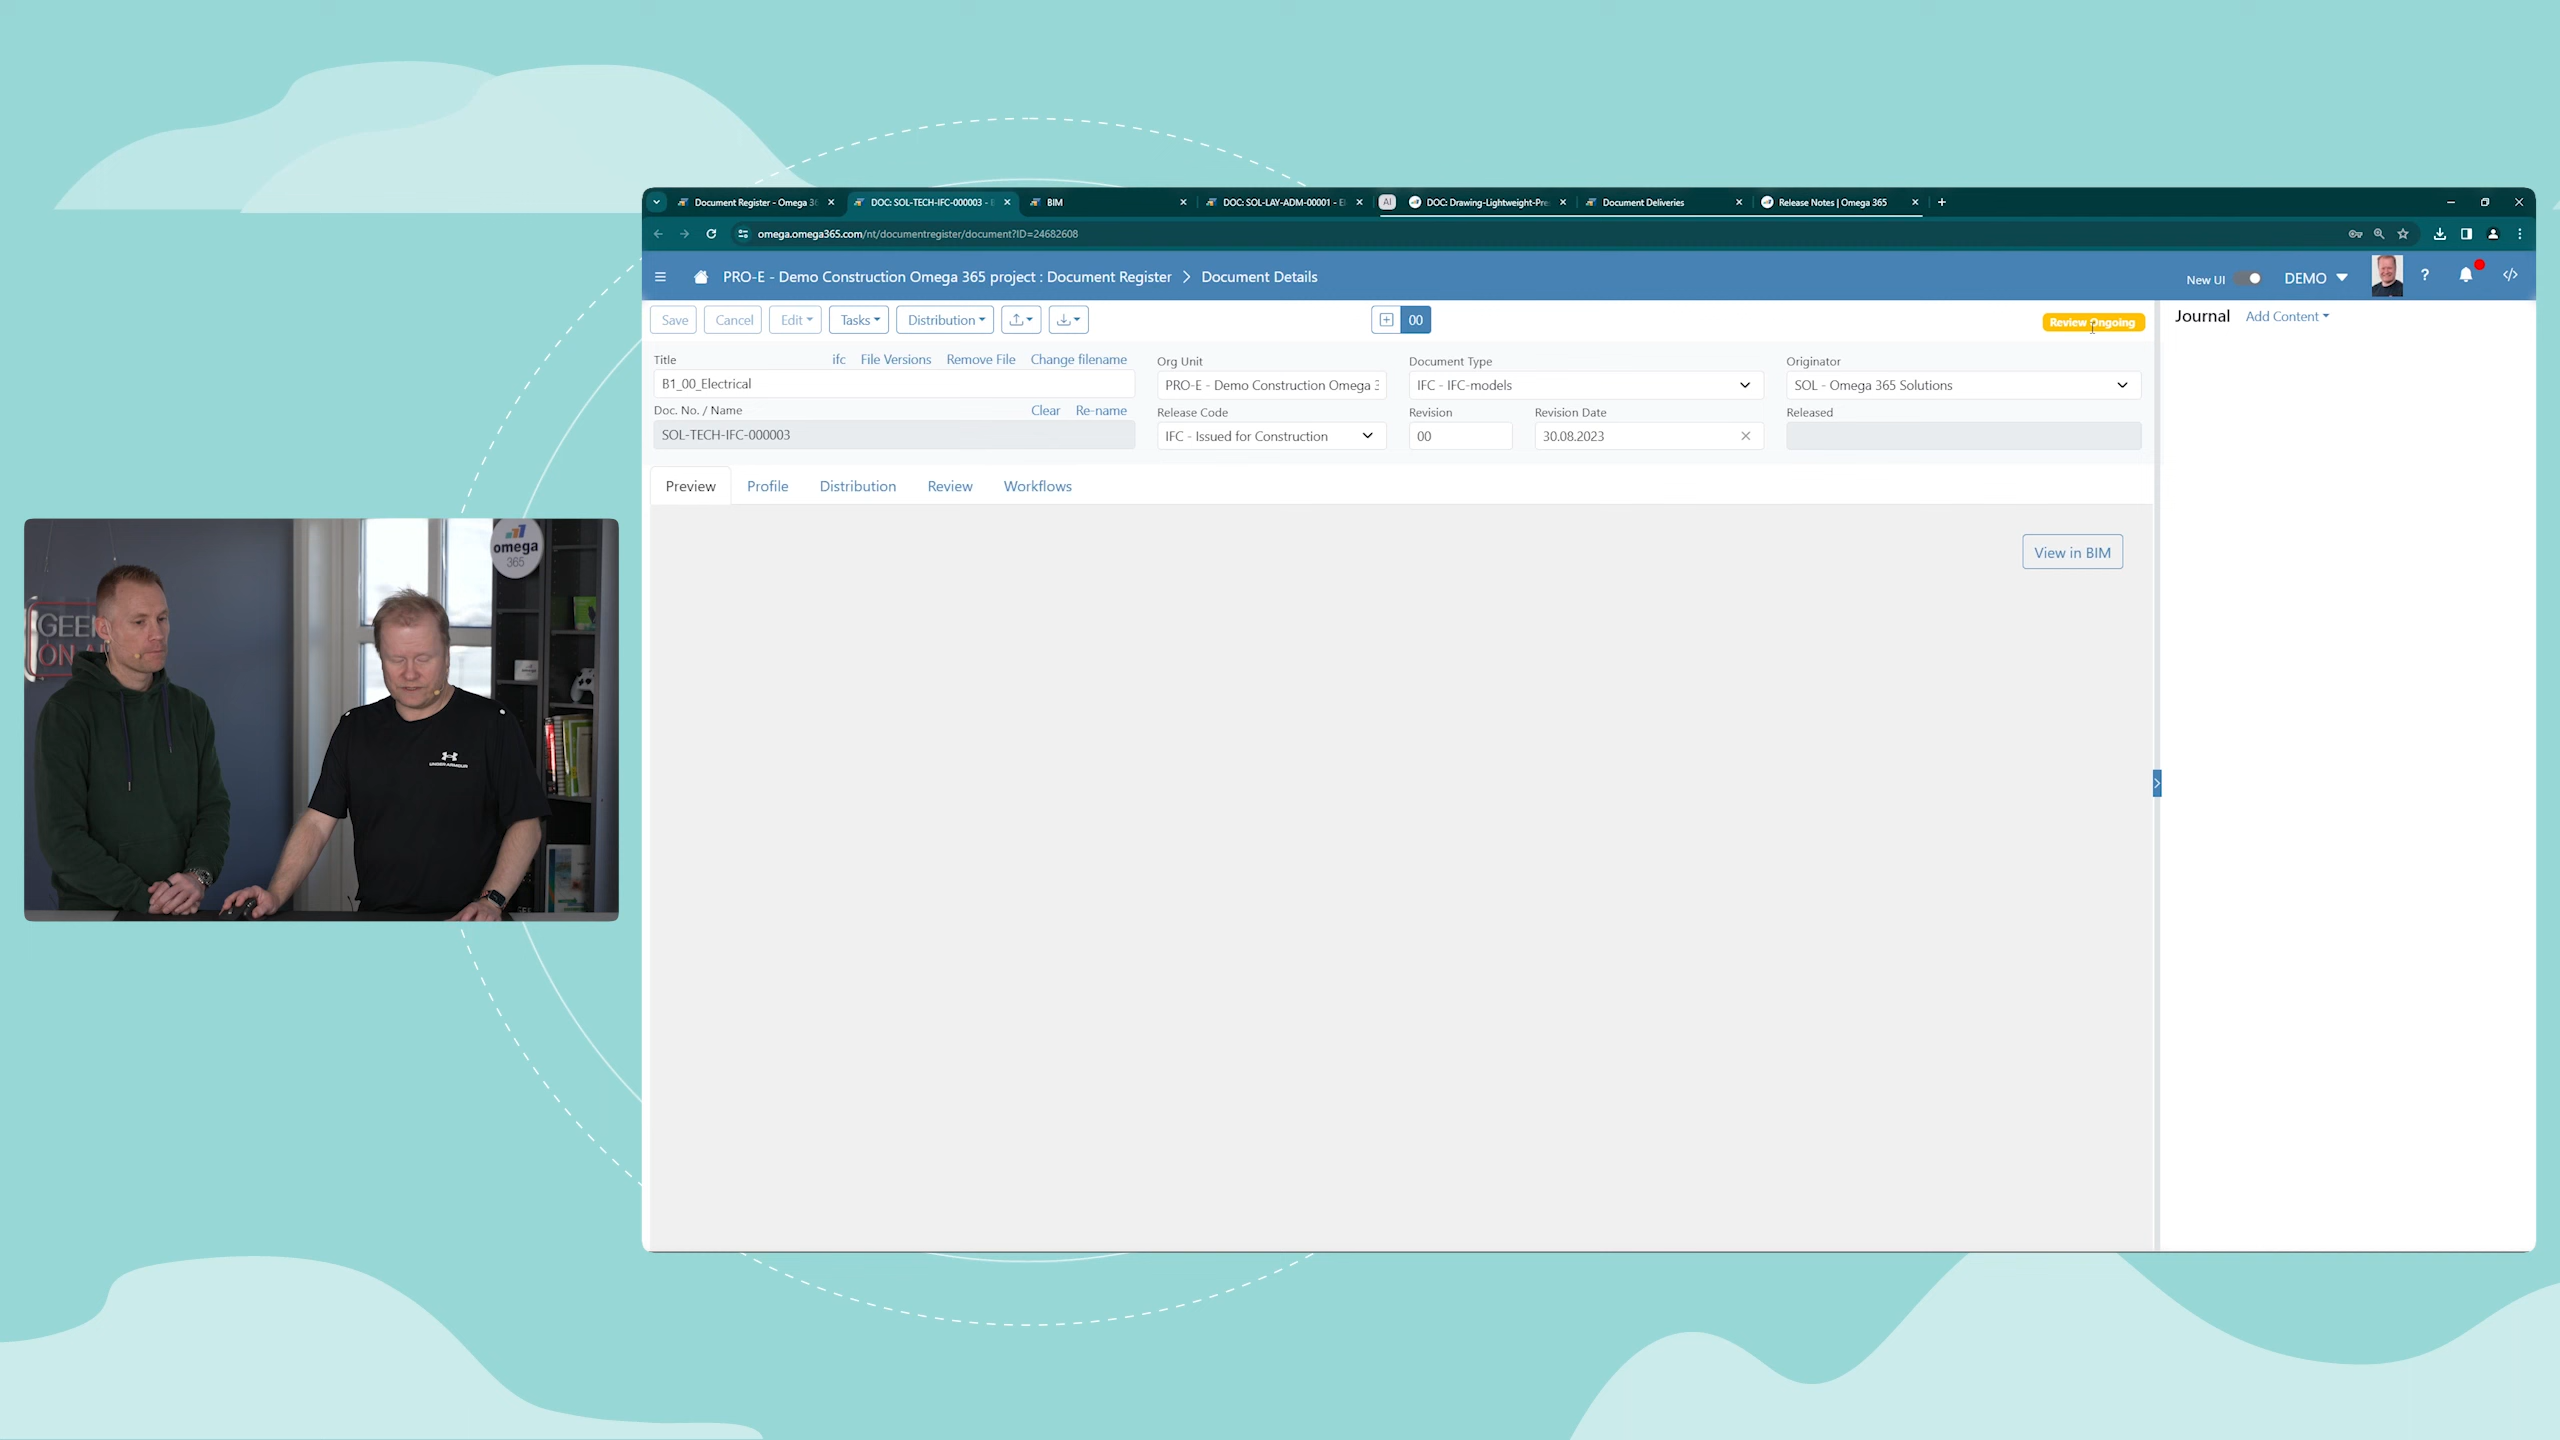 Document Register - Omega 36
DOC: SOL-TECH-IFC-000003 -
BIM
DOC: SOL-LAY-ADM-00001 -
AI
DOC: Drawing-Lightweight-Pre
Document Deliveries
Release Notes | Omega 365
omega.omega365.com/nt/documentregister/document?ID=24682608
PRO-E - Demo Construction Omega 365 project : Document Register > Document Details
New UI
DEMO
?
Save
Cancel
Edit
Tasks
Distribution
00
Review Ongoing
Journal
Add Content
Title
ifc
File Versions
Remove File
Change filename
B1_00_Electrical
Doc. No. / Name
Clear
Re-name
SOL-TECH-IFC-000003
Org Unit
PRO-E - Demo Construction Omega 3
Release Code
IFC - Issued for Construction
Document Type
IFC - IFC-models
Revision
00
Revision Date
30.08.2023
Originator
SOL - Omega 365 Solutions
Released
Preview
Profile
Distribution
Review
Workflows
View in BIM
omega
365
GEE
ON A
UNDER ARMOUR